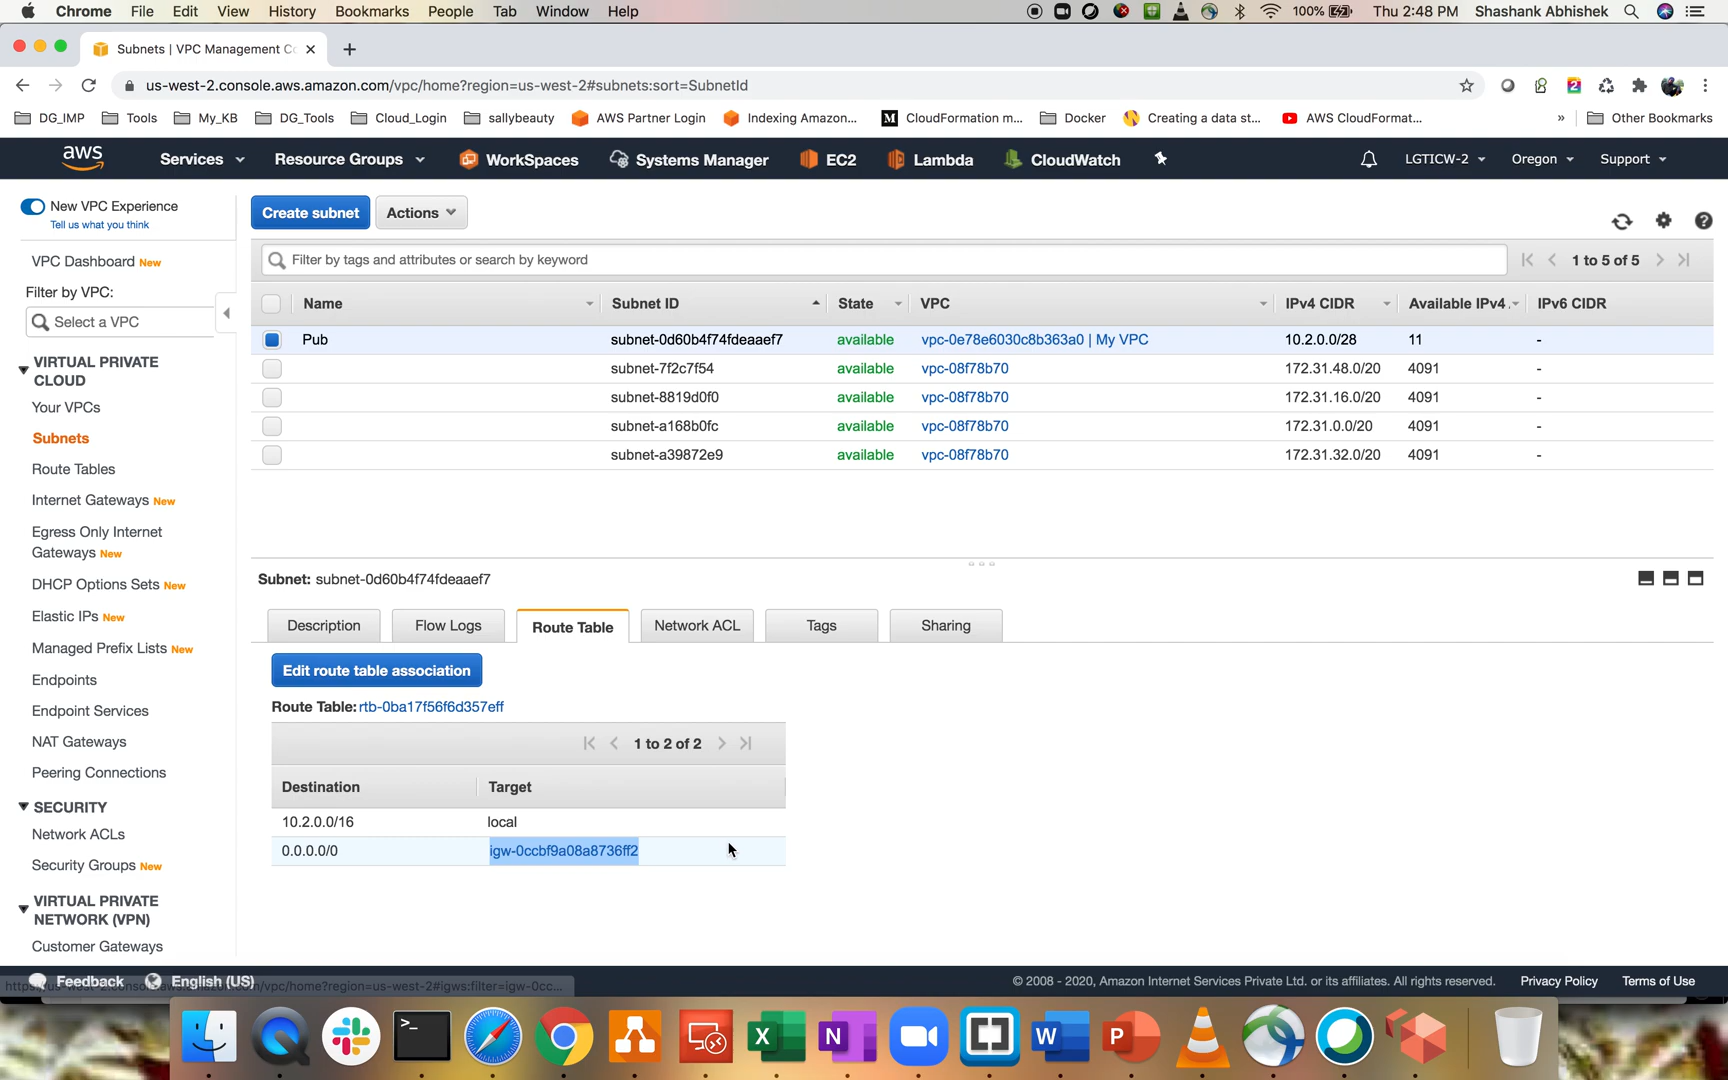 Chrome File Edit View History Bookmarks People Tab Window Help 100% Thu 2:48 PM Shashank Abhishek
Subnets | VPC Management Co
us-west-2.console.aws.amazon.com/vpc/home?region=us-west-2#subnets:sort=SubnetId
DG_IMP Tools My_KB DG_Tools Cloud_Login sallybeauty AWS Partner Login Indexing Amazon... M CloudFormation m... Docker Creating a data st... AWS CloudFormat... » Other Bookmarks
aws Services Resource Groups WorkSpaces Systems Manager EC2 Lambda CloudWatch LGTICW-2 Oregon Support
New VPC Experience
Tell us what you think
VPC Dashboard New
Filter by VPC:
Select a VPC
VIRTUAL PRIVATE
CLOUD
Your VPCs
Subnets
Route Tables
Internet Gateways New
Egress Only Internet
Gateways New
DHCP Options Sets New
Elastic IPs New
Managed Prefix Lists New
Endpoints
Endpoint Services
NAT Gateways
Peering Connections
SECURITY
Network ACLs
Security Groups New
VIRTUAL PRIVATE
NETWORK (VPN)
Customer Gateways
Create subnet Actions
Filter by tags and attributes or search by keyword 1 to 5 of 5
Name Subnet ID State VPC IPv4 CIDR Available IPv4 IPv6 CIDR
Pub subnet-0d60b4f74fdeaaef7 available vpc-0e78e6030c8b363a0 | My VPC 10.2.0.0/28 11 -
subnet-7f2c7f54 available vpc-08f78b70 172.31.48.0/20 4091 -
subnet-8819d0f0 available vpc-08f78b70 172.31.16.0/20 4091 -
subnet-a168b0fc available vpc-08f78b70 172.31.0.0/20 4091 -
subnet-a39872e9 available vpc-08f78b70 172.31.32.0/20 4091 -
Subnet: subnet-0d60b4f74fdeaaef7
Description Flow Logs Route Table Network ACL Tags Sharing
Edit route table association
Route Table: rtb-0ba17f56f6d357eff
1 to 2 of 2
Destination Target
10.2.0.0/16 local
0.0.0.0/0 igw-0ccbf9a08a8736ff2
Feedback English (US) © 2008 - 2020, Amazon Internet Services Private Ltd. or its affiliates. All rights reserved. Privacy Policy Terms of Use